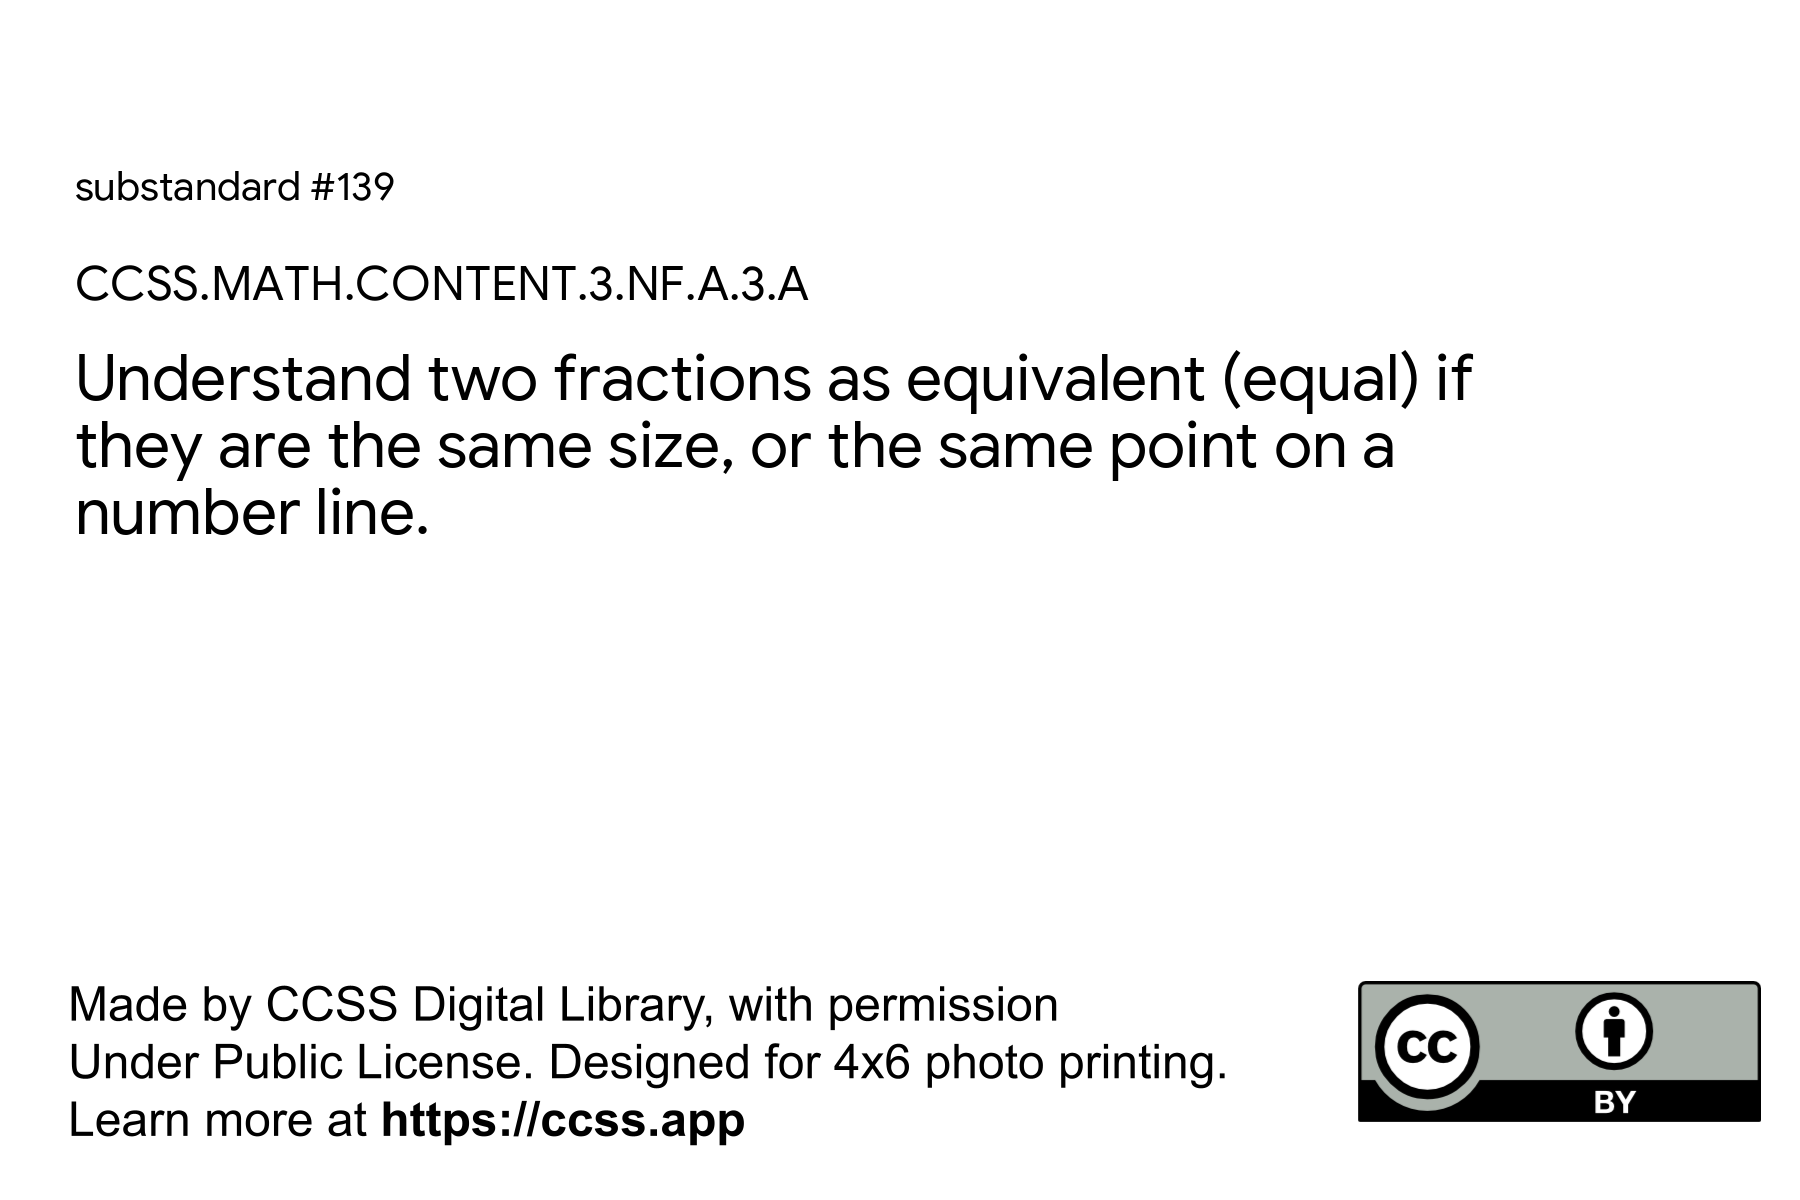 substandard #139
CCSS.MATH.CONTENT.3.NF.A.3.A
Understand two fractions as equivalent (equal) if
they are the same size, or the same point on a
number line.
Made by CCSS Digital Library, with permission
Under Public License. Designed for 4x6 photo printing.
Learn more at https://ccss.app
cc
BY